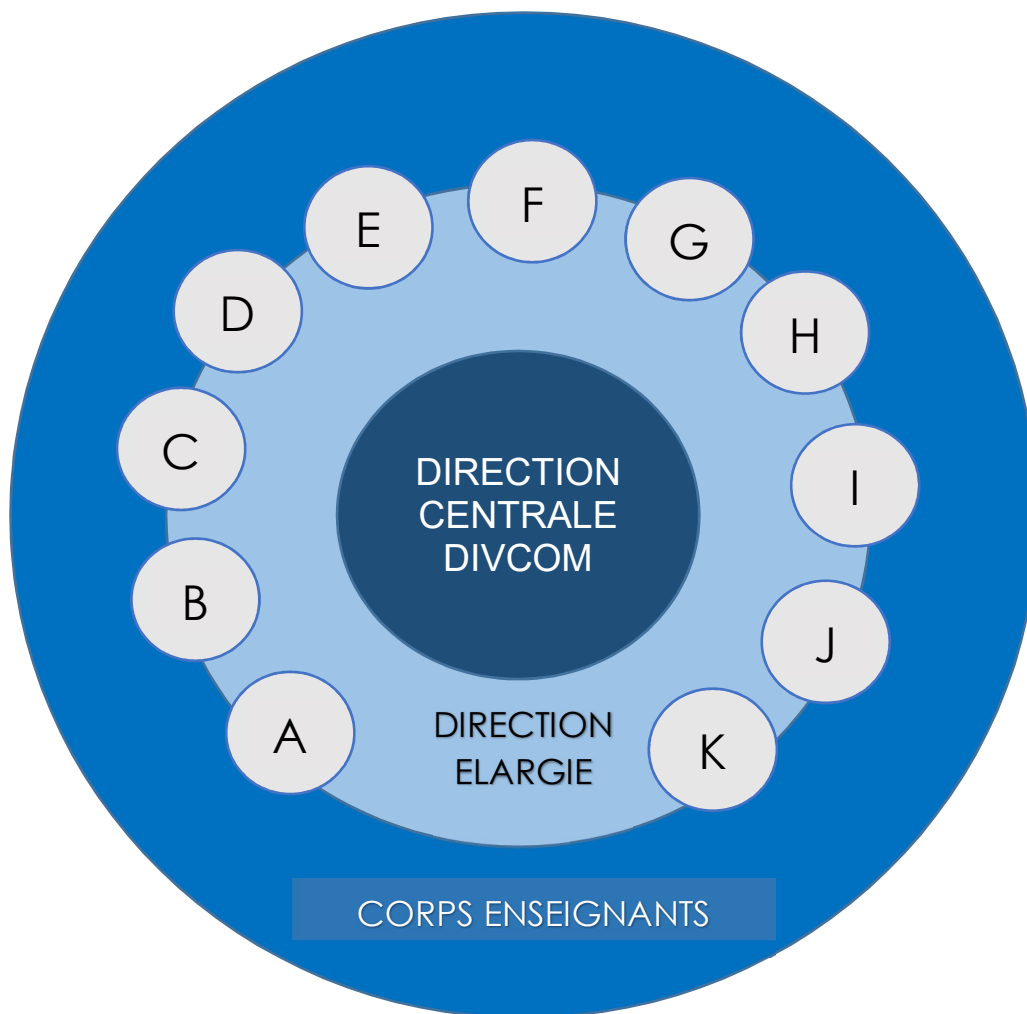 F
E
G
D
H
C
I
B
J
A
K
DIRECTION
CENTRALE
DIVCOM
DIRECTION
ELARGIE
CORPS ENSEIGNANTS